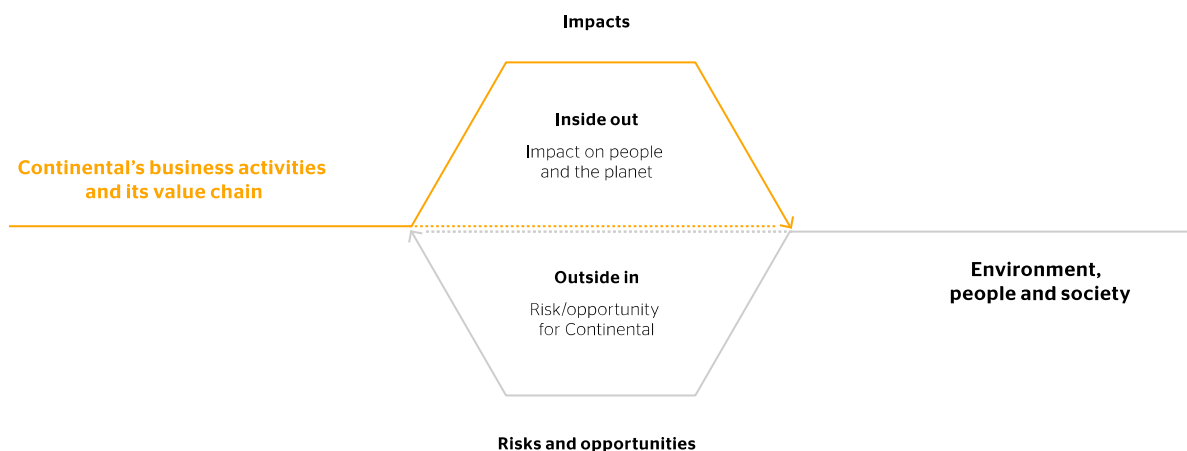 Impacts
Inside out
Impact on people
and the planet
Continental’s business activities
and its value chain
Outside in
Risk/opportunity
for Continental
Environment,
people and society
Risks and opportunities